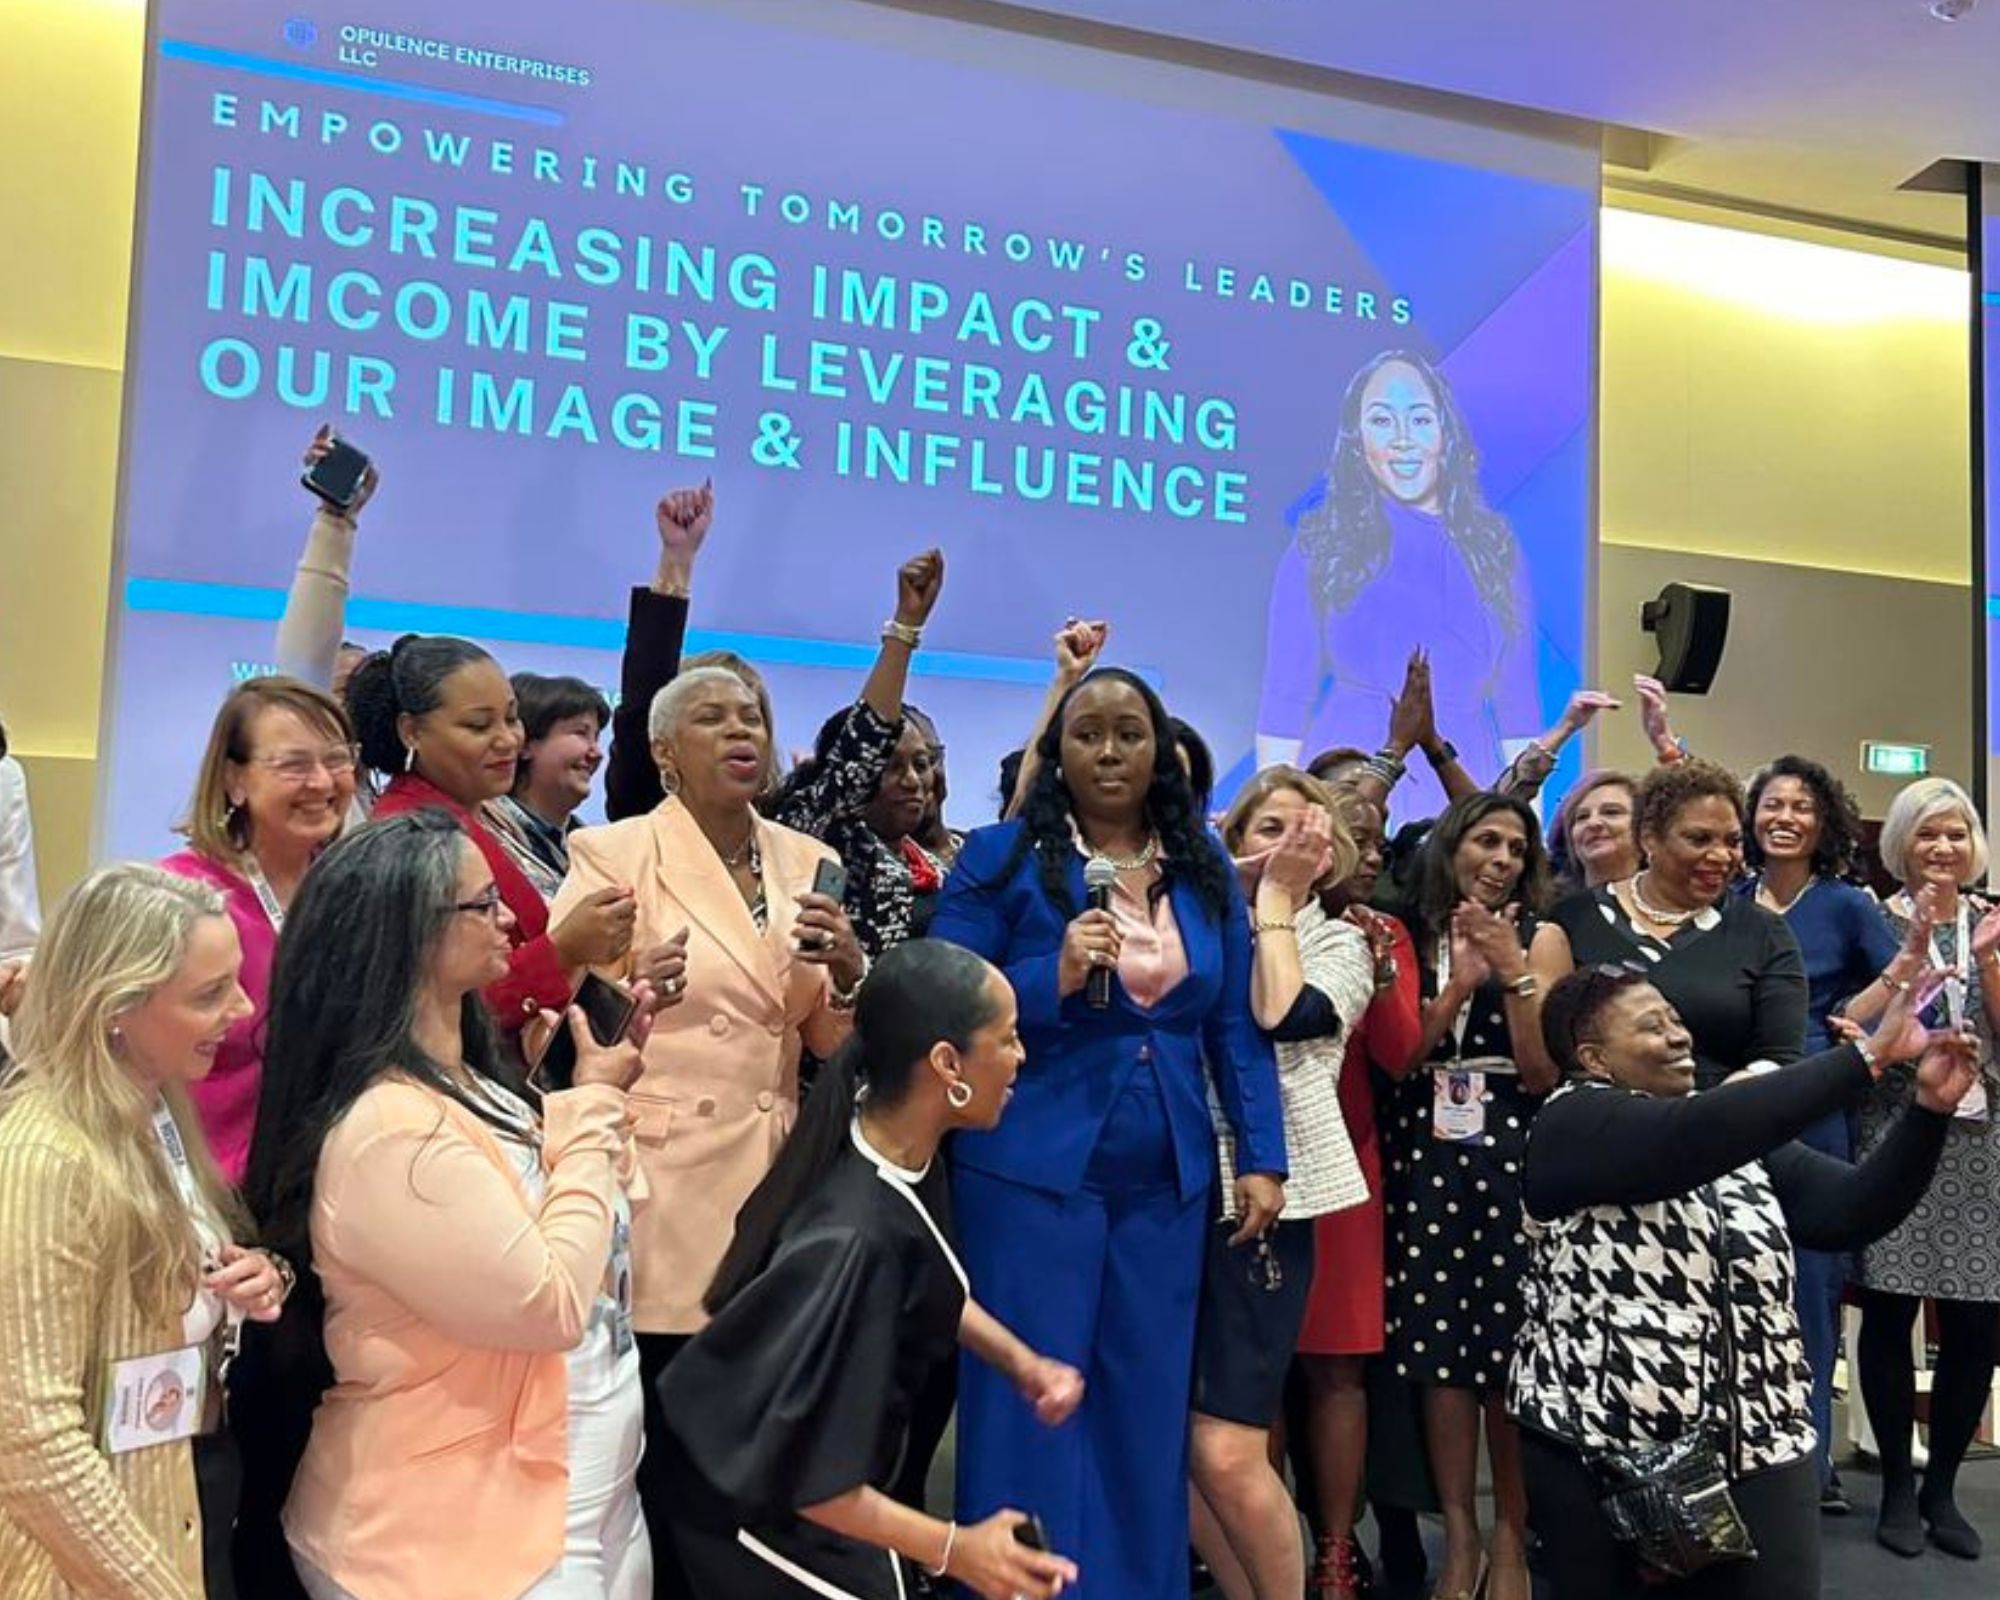 OPULENCE ENTERPRISES
LLC
EMPOWERING TOMORROW'S LEADERS
INCREASING IMPACT &
IMCOME BY LEVERAGING
OUR IMAGE & INFLUENCE